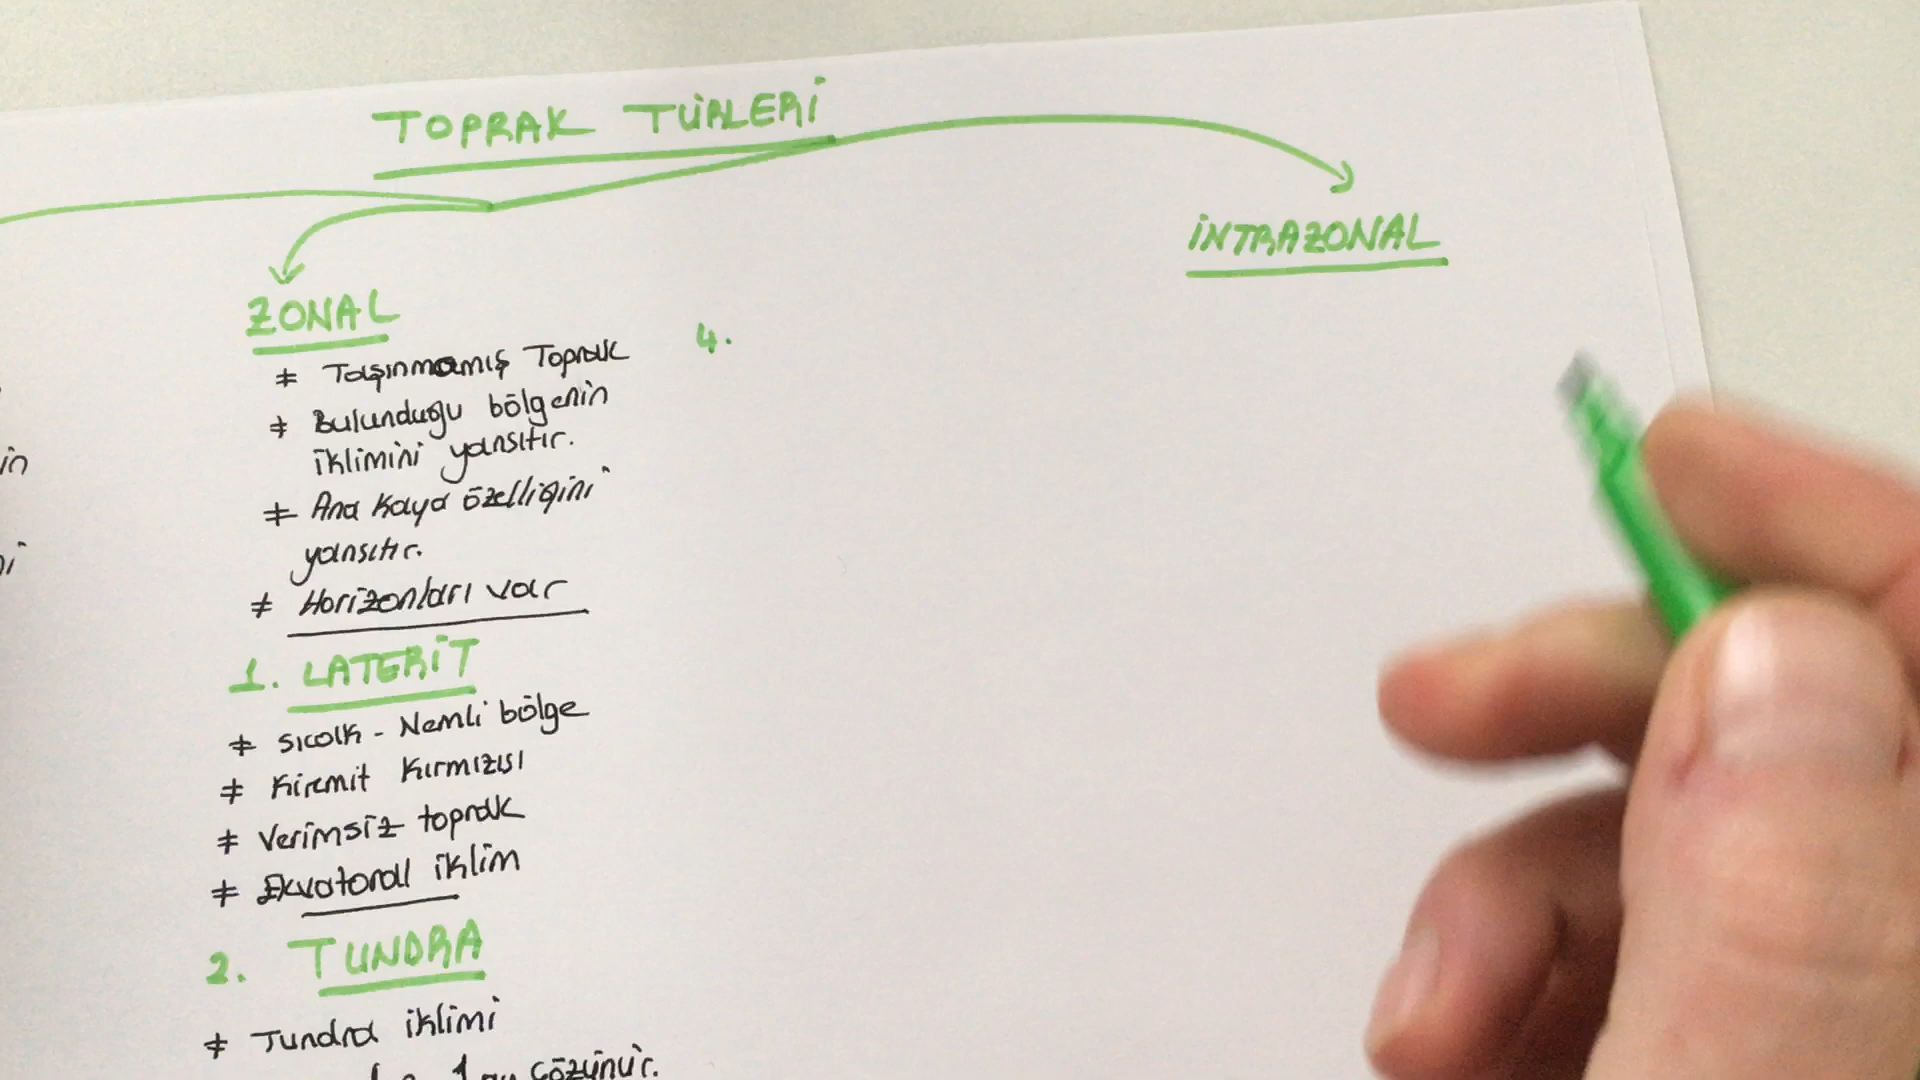 TOPRAK TÜRLERİ
ZONAL
≠ Taşınmamış Toprak
≠ Bulunduğu bölgenin
iklimini yansıtır.
≠ Ana kaya özelliğini
yansıtır.
≠ Horizonları var
1. LATERİT
≠ sıcak - Nemli bölge
≠ Kiremit Kırmızısı
≠ Verimsiz toprak
≠ Ekvatoral iklim
2. TUNDRA
≠ Tundra iklimi
çözünür.
4.
İNTRAZONAL